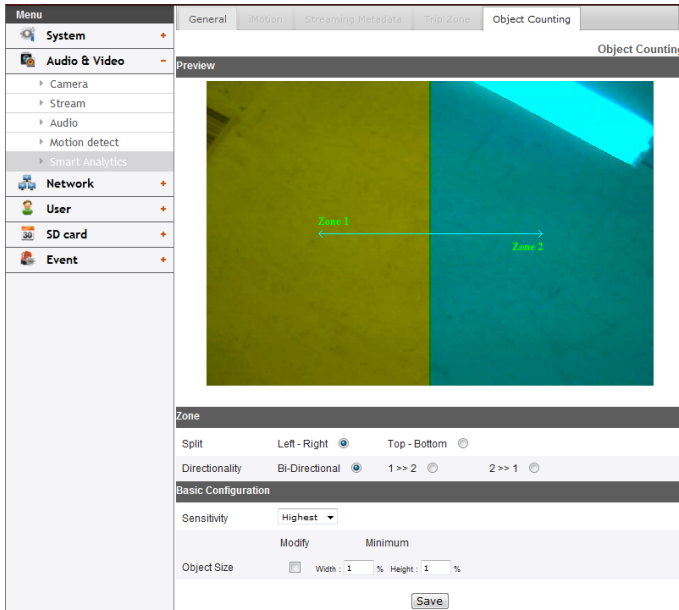 Menu
System +
Audio & Video -
Camera
Stream
Audio
Motion detect
Smart Analytics
Network +
User +
30 SD card +
Event +
General iMotion Streaming Metadata Trip Zone Object Counting
Object Counting
Preview
Zone 1
Zone 2
Zone
Split Left - Right Top - Bottom
Directionality Bi-Directional 1 >> 2 2 >> 1
Basic Configuration
Sensitivity Highest
Modify Minimum
Object Size Width : 1 % Height : 1 %
Save